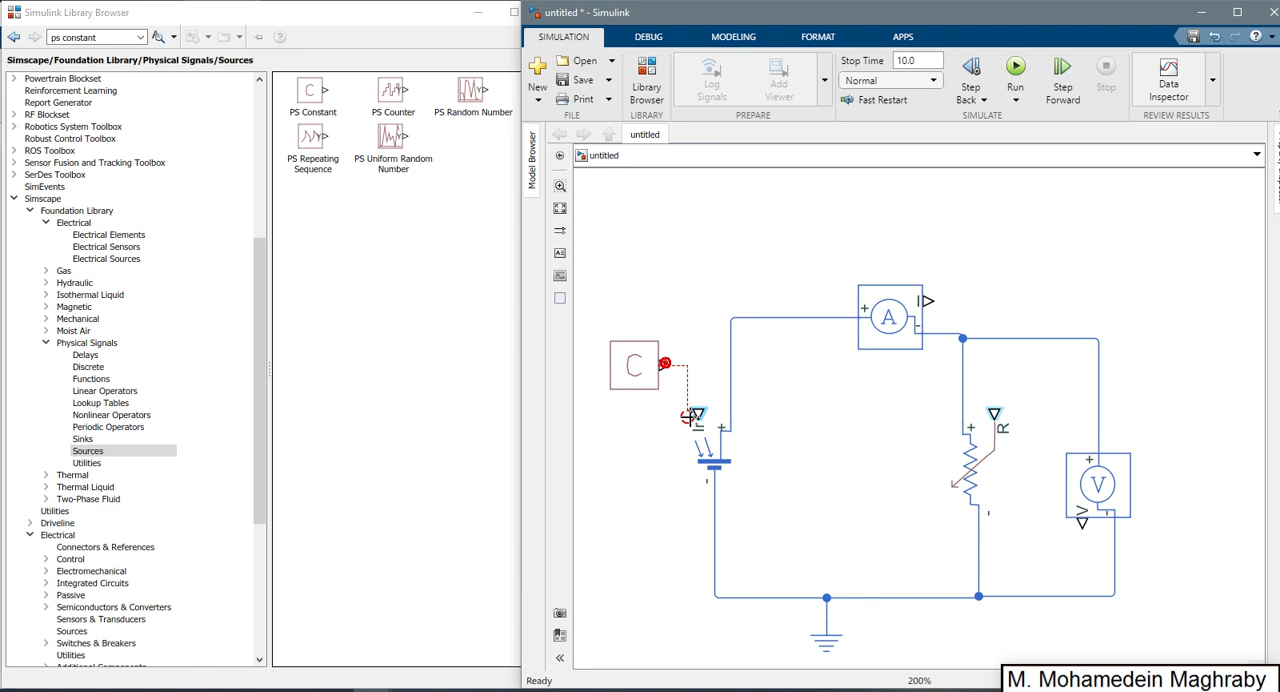 Simulink Library Browser
ps constant
Simscape/Foundation Library/Physical Signals/Sources
Powertrain Blockset
Reinforcement Learning
Report Generator
RF Blockset
Robotics System Toolbox
Robust Control Toolbox
ROS Toolbox
Sensor Fusion and Tracking Toolbox
SerDes Toolbox
SimEvents
Simscape
Foundation Library
Electrical
Electrical Elements
Electrical Sensors
Electrical Sources
Gas
Hydraulic
Isothermal Liquid
Magnetic
Mechanical
Moist Air
Physical Signals
Delays
Discrete
Functions
Linear Operators
Lookup Tables
Nonlinear Operators
Periodic Operators
Sinks
Sources
Utilities
Thermal
Thermal Liquid
Two-Phase Fluid
Utilities
Driveline
Electrical
Connectors & References
Control
Electromechanical
Integrated Circuits
Passive
Semiconductors & Converters
Sensors & Transducers
Sources
Switches & Breakers
Utilities
C
PS Constant
PS Counter
PS Random Number
PS Repeating
Sequence
PS Uniform Random
Number
untitled * - Simulink
SIMULATION DEBUG MODELING FORMAT APPS
New
Open
Save
Print
FILE
Library
Browser
LIBRARY
Log
Signals
Add
Viewer
PREPARE
Stop Time 10.0
Normal
Fast Restart
Step
Back
Run
Step
Forward
Stop
SIMULATE
Data
Inspector
REVIEW RESULTS
Model Browser
untitled
untitled
A
I
+
-
C
Ir
+
-
+
R
-
+
V
V
-
Ready
200%
M. Mohamedein Maghraby